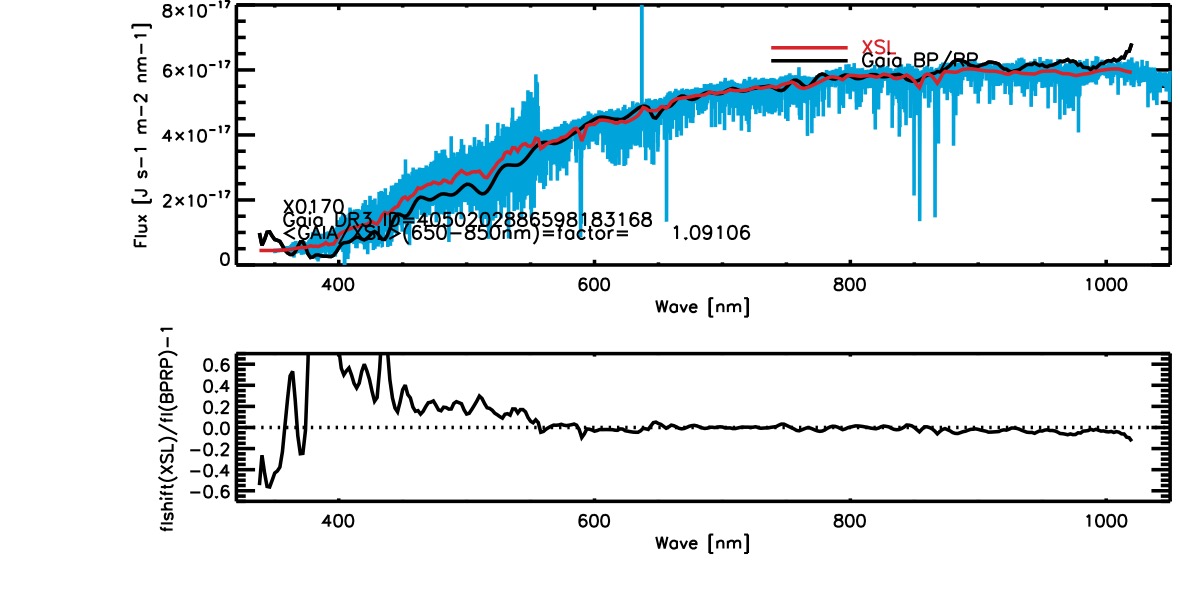 8×10-17
6×10-17
4×10-17
2×10-17
0
Flux [J s-1 m-2 nm-1]
XSL
Gaia BP/RP
X0170
Gaia DR3 ID=4050202886598183168
<GAIA/XSL>(650-850nm)=factor= 1.09106
400 600 800 1000
Wave [nm]
flshift(XSL)/fl(BPRP)-1
0.6
0.4
0.2
0.0
-0.2
-0.4
-0.6
400 600 800 1000
Wave [nm]